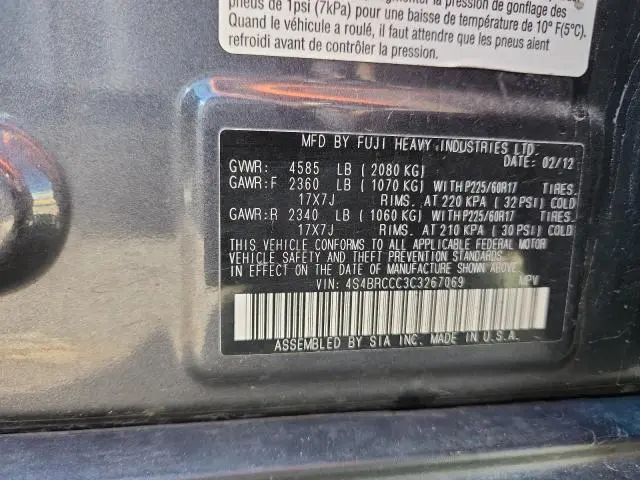 la pression de gonflage des
pneus de 1psi (7kPa) pour une baisse de température de 10° F(5°C).
Quand le véhicule a roulé, il faut attendre que les pneus aient
refroidi avant de contrôler la pression.
MFD BY FUJI HEAVY INDUSTRIES LTD.
DATE: 02/12
GVWR: 4585 LB ( 2080 KG)
GAWR:F 2360 LB ( 1070 KG) WITH P225/60R17 TIRES.
17X7J RIMS. AT 220 KPA ( 32 PSI) COLD
GAWR:R 2340 LB ( 1060 KG) WITH P225/60R17 TIRES.
17X7J RIMS. AT 210 KPA ( 30 PSI) COLD
THIS VEHICLE CONFORMS TO ALL APPLICABLE FEDERAL MOTOR
VEHICLE SAFETY AND THEFT PREVENTION STANDARDS
IN EFFECT ON THE DATE OF MANUFACTURE SHOWN ABOVE.
VIN: 4S4BRCCC3C3267069 MPV
ASSEMBLED BY SIA INC. MADE IN U.S.A.